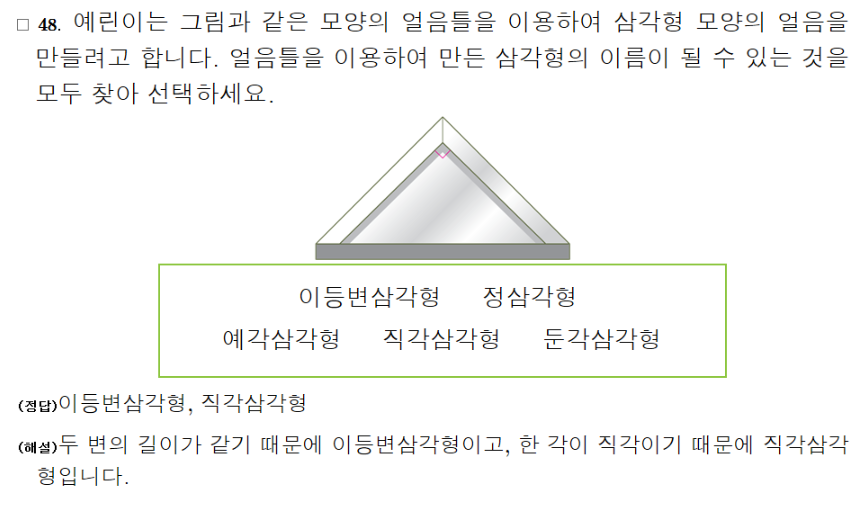 □ 48. 예린이는 그림과 같은 모양의 얼음틀을 이용하여 삼각형 모양의 얼음을
만들려고 합니다. 얼음틀을 이용하여 만든 삼각형의 이름이 될 수 있는 것을
모두 찾아 선택하세요.
이등변삼각형 정삼각형
예각삼각형 직각삼각형 둔각삼각형
(정답)이등변삼각형, 직각삼각형
(해설)두 변의 길이가 같기 때문에 이등변삼각형이고, 한 각이 직각이기 때문에 직각삼각
형입니다.